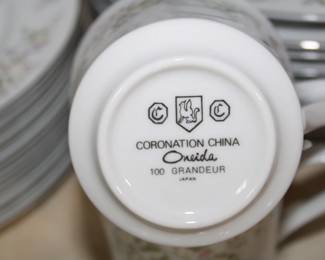 C C
CORONATION CHINA
Oneida
100 GRANDEUR
JAPAN